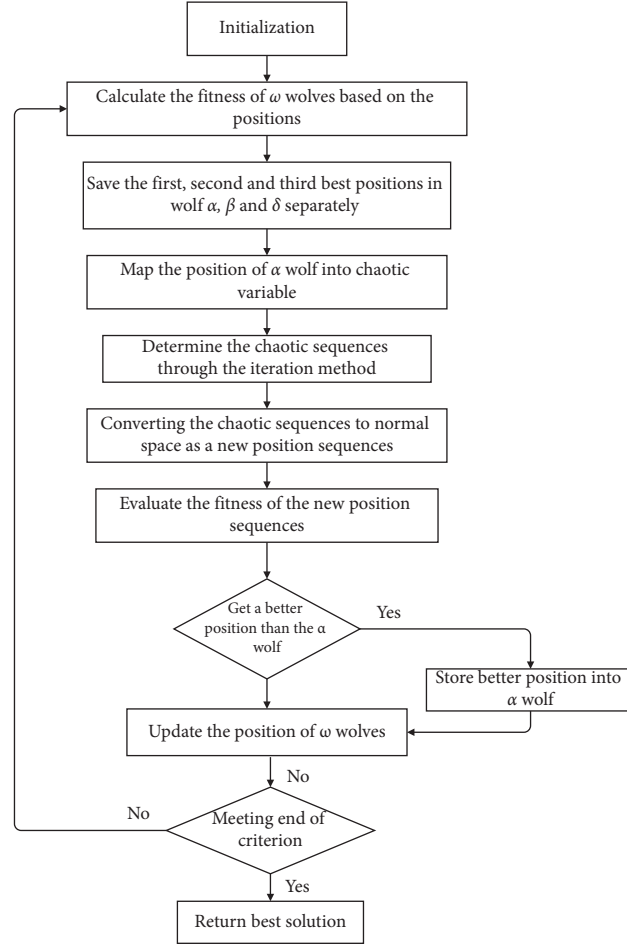 Initialization
Calculate the fitness of ω wolves based on the
positions
Save the first, second and third best positions in
wolf α, β and δ separately
Map the position of α wolf into chaotic
variable
Determine the chaotic sequences
through the iteration method
Converting the chaotic sequences to normal
space as a new position sequences
Evaluate the fitness of the new position
sequences
Get a better
position than the α
wolf
Yes
Store better position into
α wolf
Update the position of ω wolves
No
No
Meeting end of
criterion
Yes
Return best solution